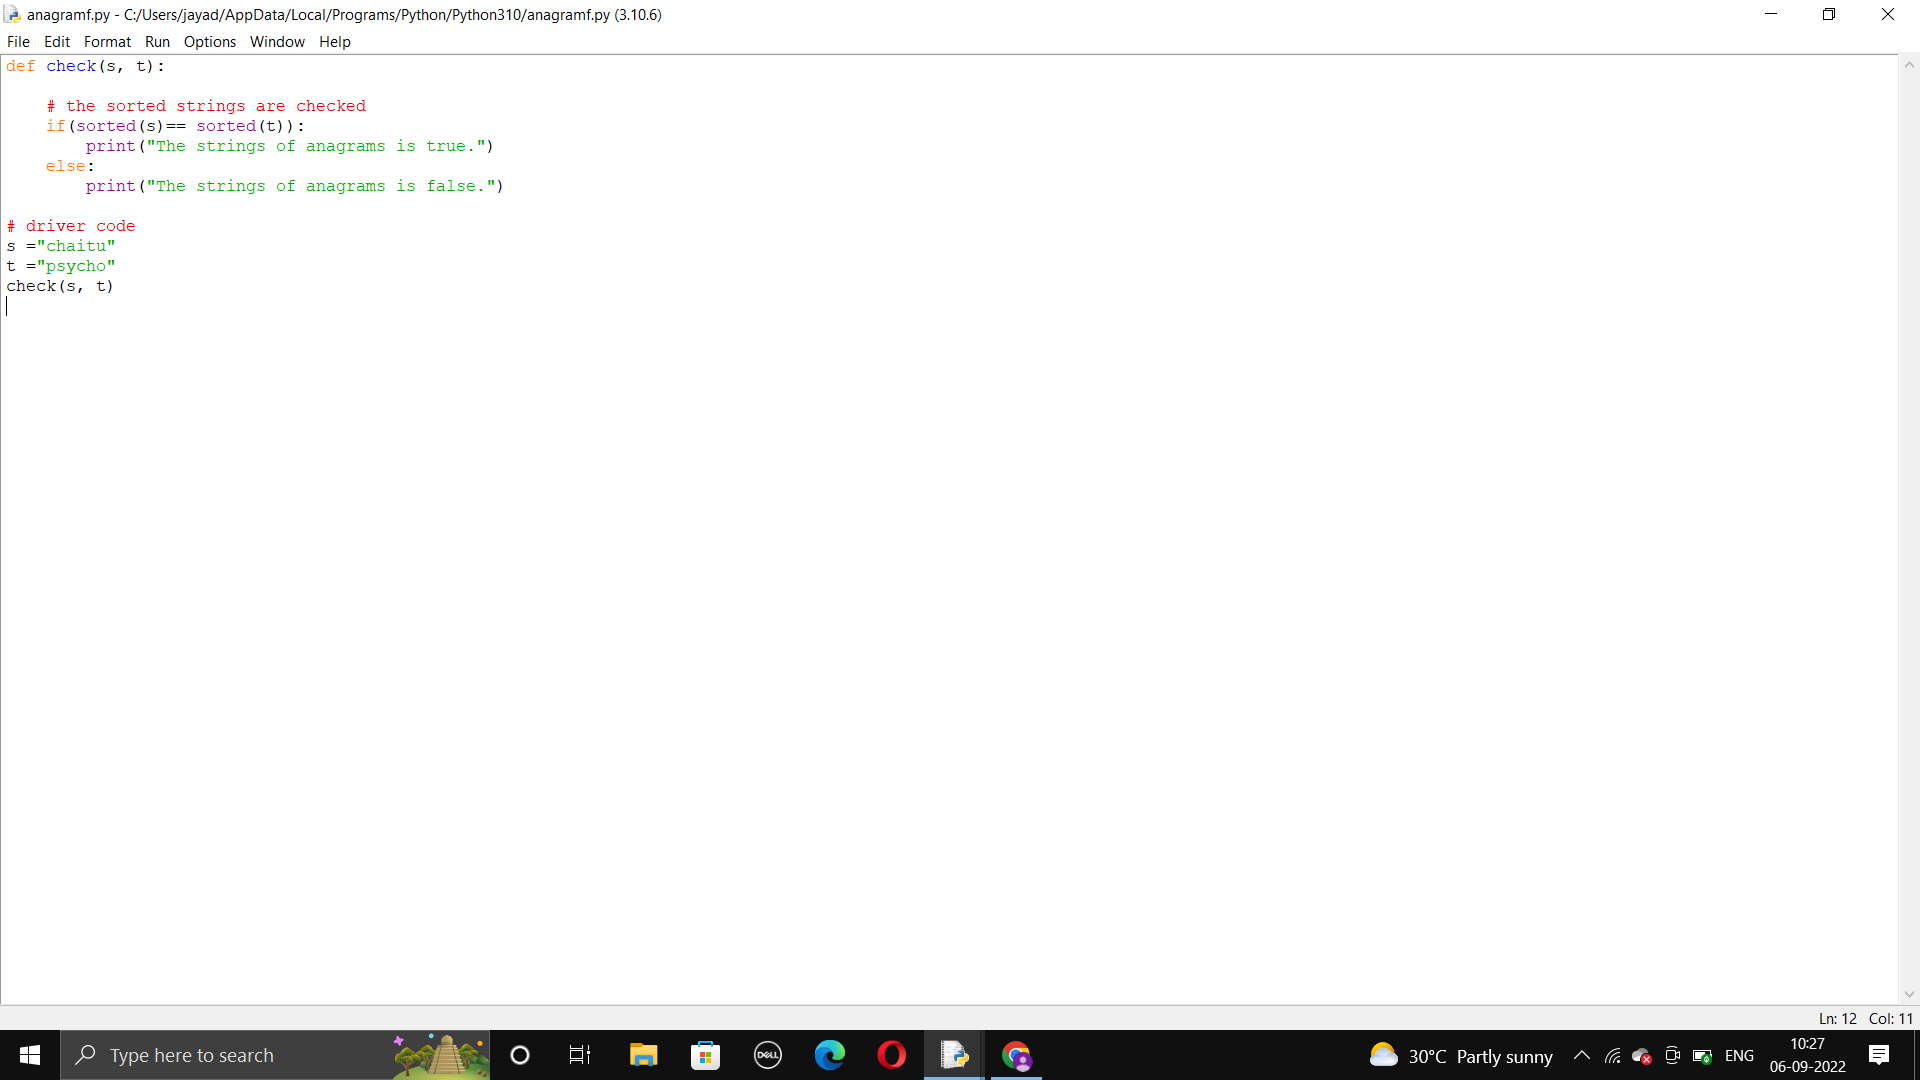 anagramf.py - C:/Users/jayad/AppData/Local/Programs/Python/Python310/anagramf.py (3.10.6)
File Edit Format Run Options Window Help
def check(s, t):
    # the sorted strings are checked
    if(sorted(s)== sorted(t)):
        print("The strings of anagrams is true.")
    else:
        print("The strings of anagrams is false.")
# driver code
s ="chaitu"
t ="psycho"
check(s, t)
Ln: 12 Col: 11
Type here to search
DELL
30°C Partly sunny
ENG
10:27
06-09-2022